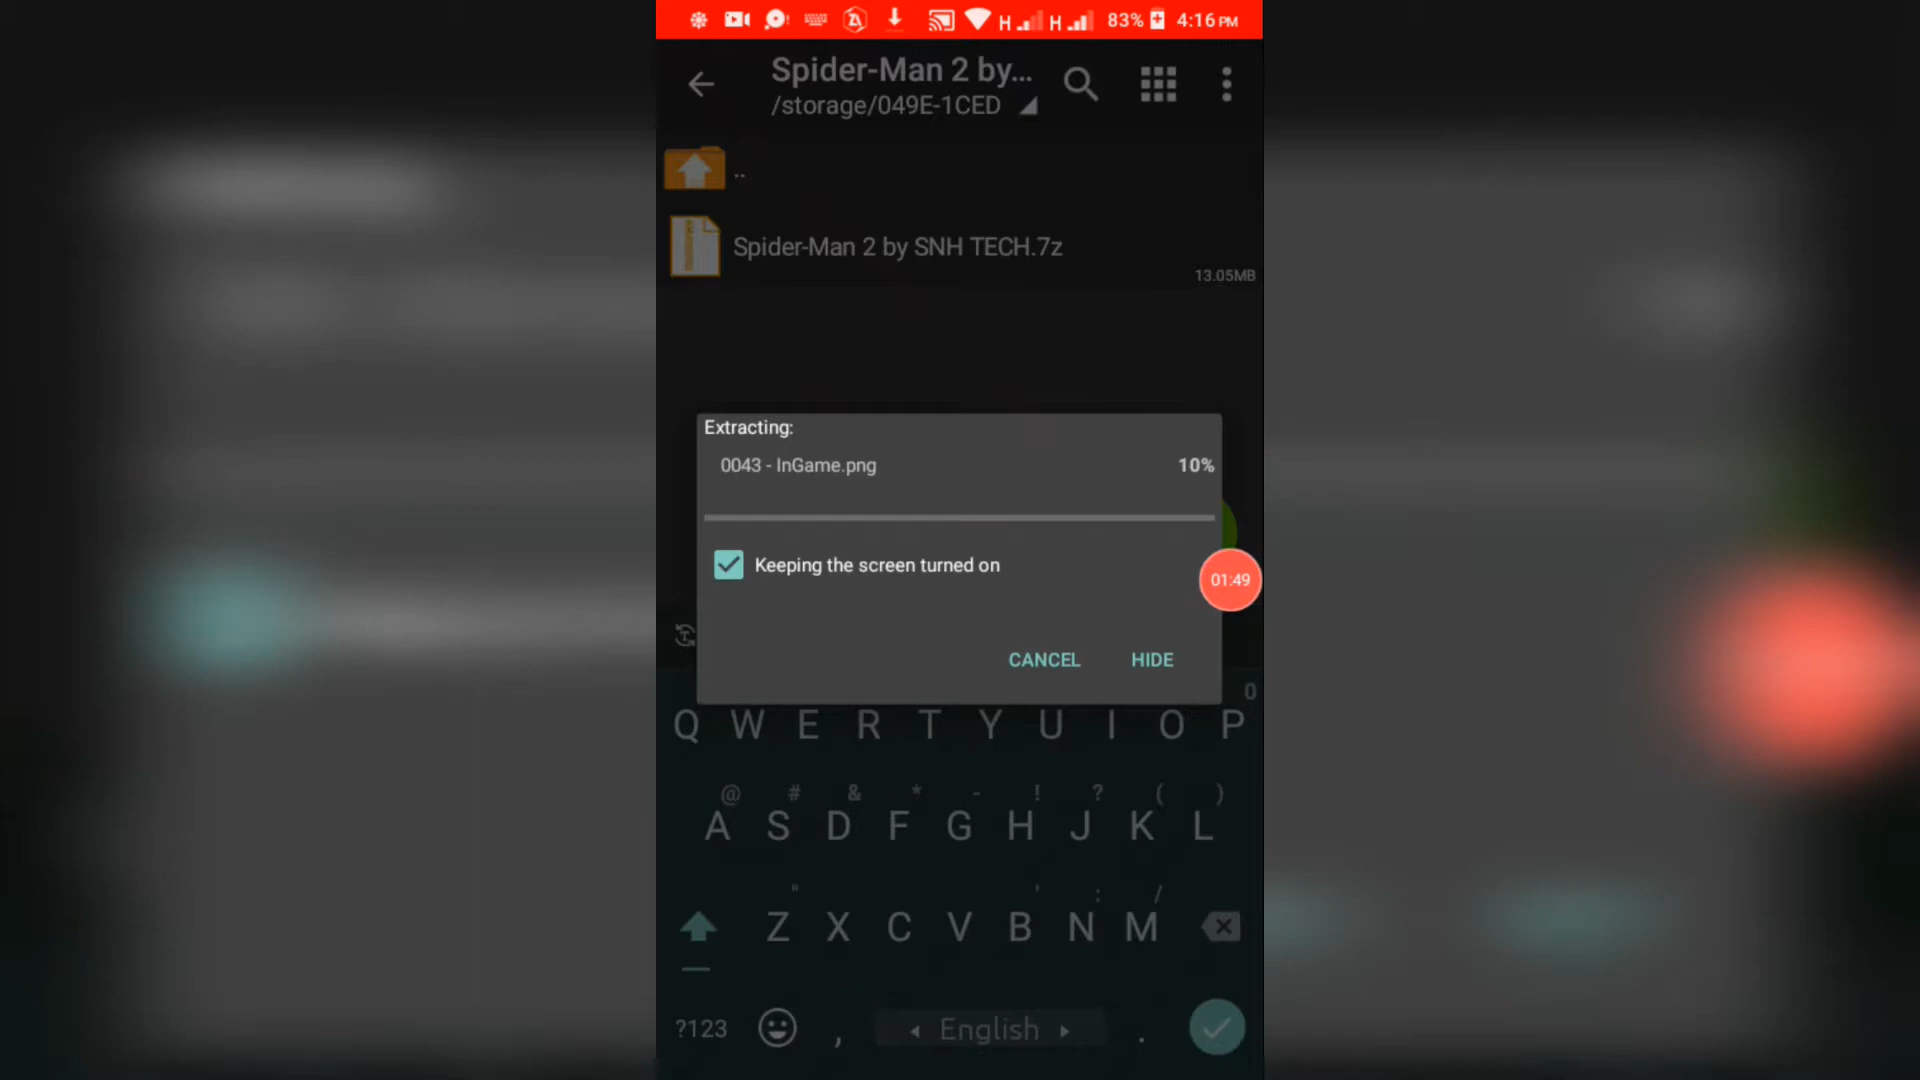 H H 83% 4:16 PM
Spider-Man 2 by...
/storage/049E-1CED
..
Spider-Man 2 by SNH TECH.7z
13.05MB
Extracting:
0043 - InGame.png 10%
Keeping the screen turned on
01:49
CANCEL HIDE
0
Q W E R T Y U I O P
@ # & * - ! ? ( )
A S D F G H J K L
" ' : /
Z X C V B N M
?123 , English .